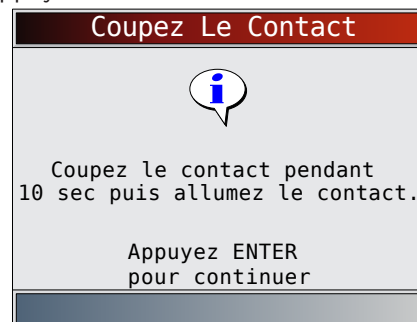 Coupez Le Contact
Coupez le contact pendant
10 sec puis allumez le contact.
Appuyez ENTER
pour continuer